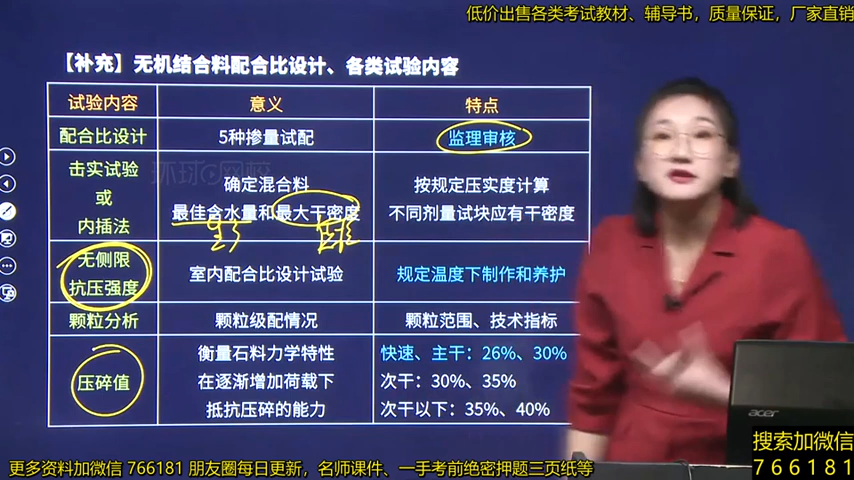 低价出售各类考试教材、辅导书，质量保证，厂家直销
【补充】无机结合料配合比设计、各类试验内容
试验内容 意义 特点
配合比设计 5种掺量试配 监理审核
击实试验
或
内插法
确定混合料
最佳含水量和最大干密度
按规定压实度计算
不同剂量试块应有干密度
无侧限
抗压强度
室内配合比设计试验
规定温度下制作和养护
颗粒分析 颗粒级配情况 颗粒范围、技术指标
压碎值
衡量石料力学特性
在逐渐增加荷载下
抵抗压碎的能力
快速、主干：26%、30%
次干：30%、35%
次干以下：35%、40%
环球网校
acer
搜索加微信
766181
更多资料加微信 766181 朋友圈每日更新，名师课件、一手考前绝密押题三页纸等